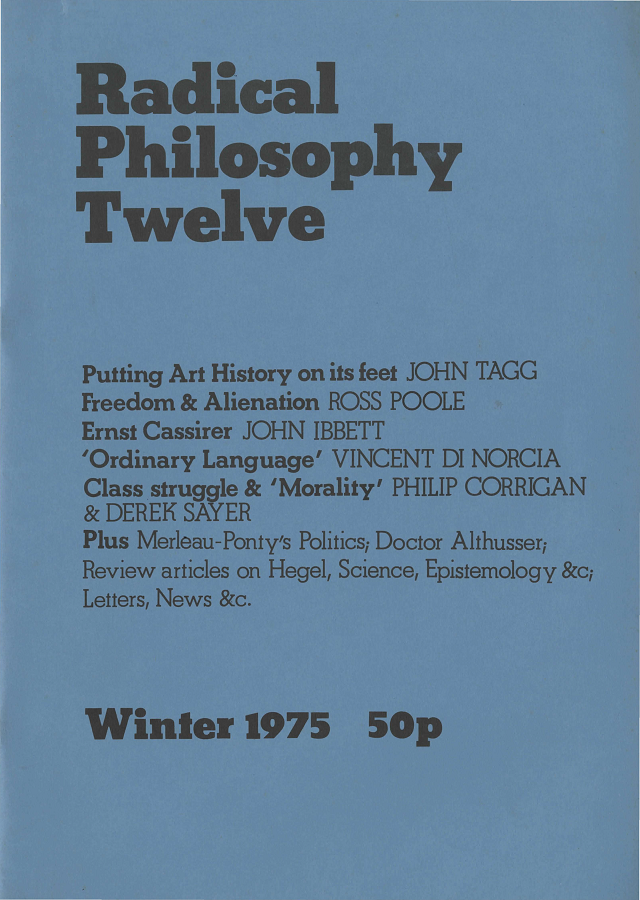 Radical
Philosophy
Twelve
Putting Art History on its feet JOHN TAGG
Freedom & Alienation ROSS POOLE
Ernst Cassirer JOHN IBBETT
‘Ordinary Language’ VINCENT DI NORCIA
Class struggle & ‘Morality’ PHILIP CORRIGAN
& DEREK SAYER
Plus Merleau-Ponty's Politics; Doctor Althusser;
Review articles on Hegel, Science, Epistemology &c;
Letters, News &c.
Winter 1975 50p